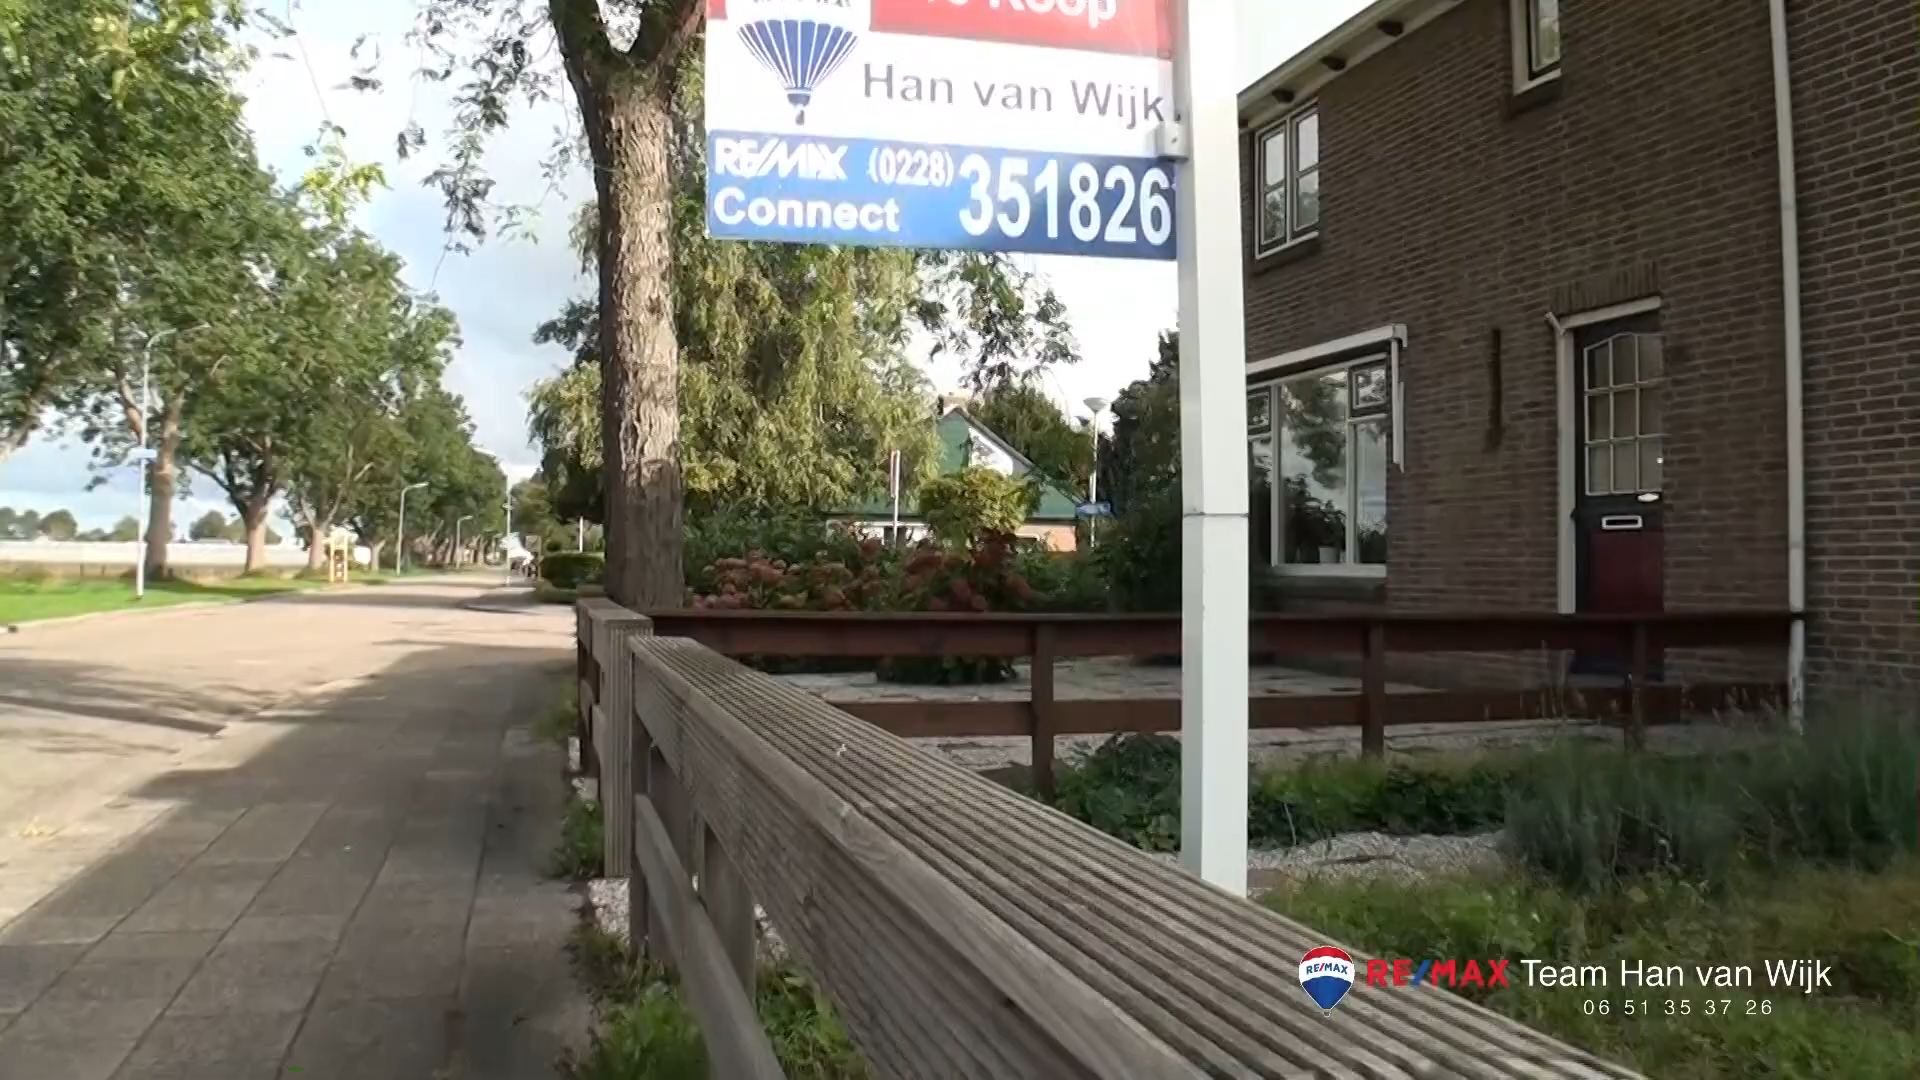 Koop
Han van Wijk
RE/MAX (0228) 351826
Connect
RE/MAX RE/MAX Team Han van Wijk
06 51 35 37 26